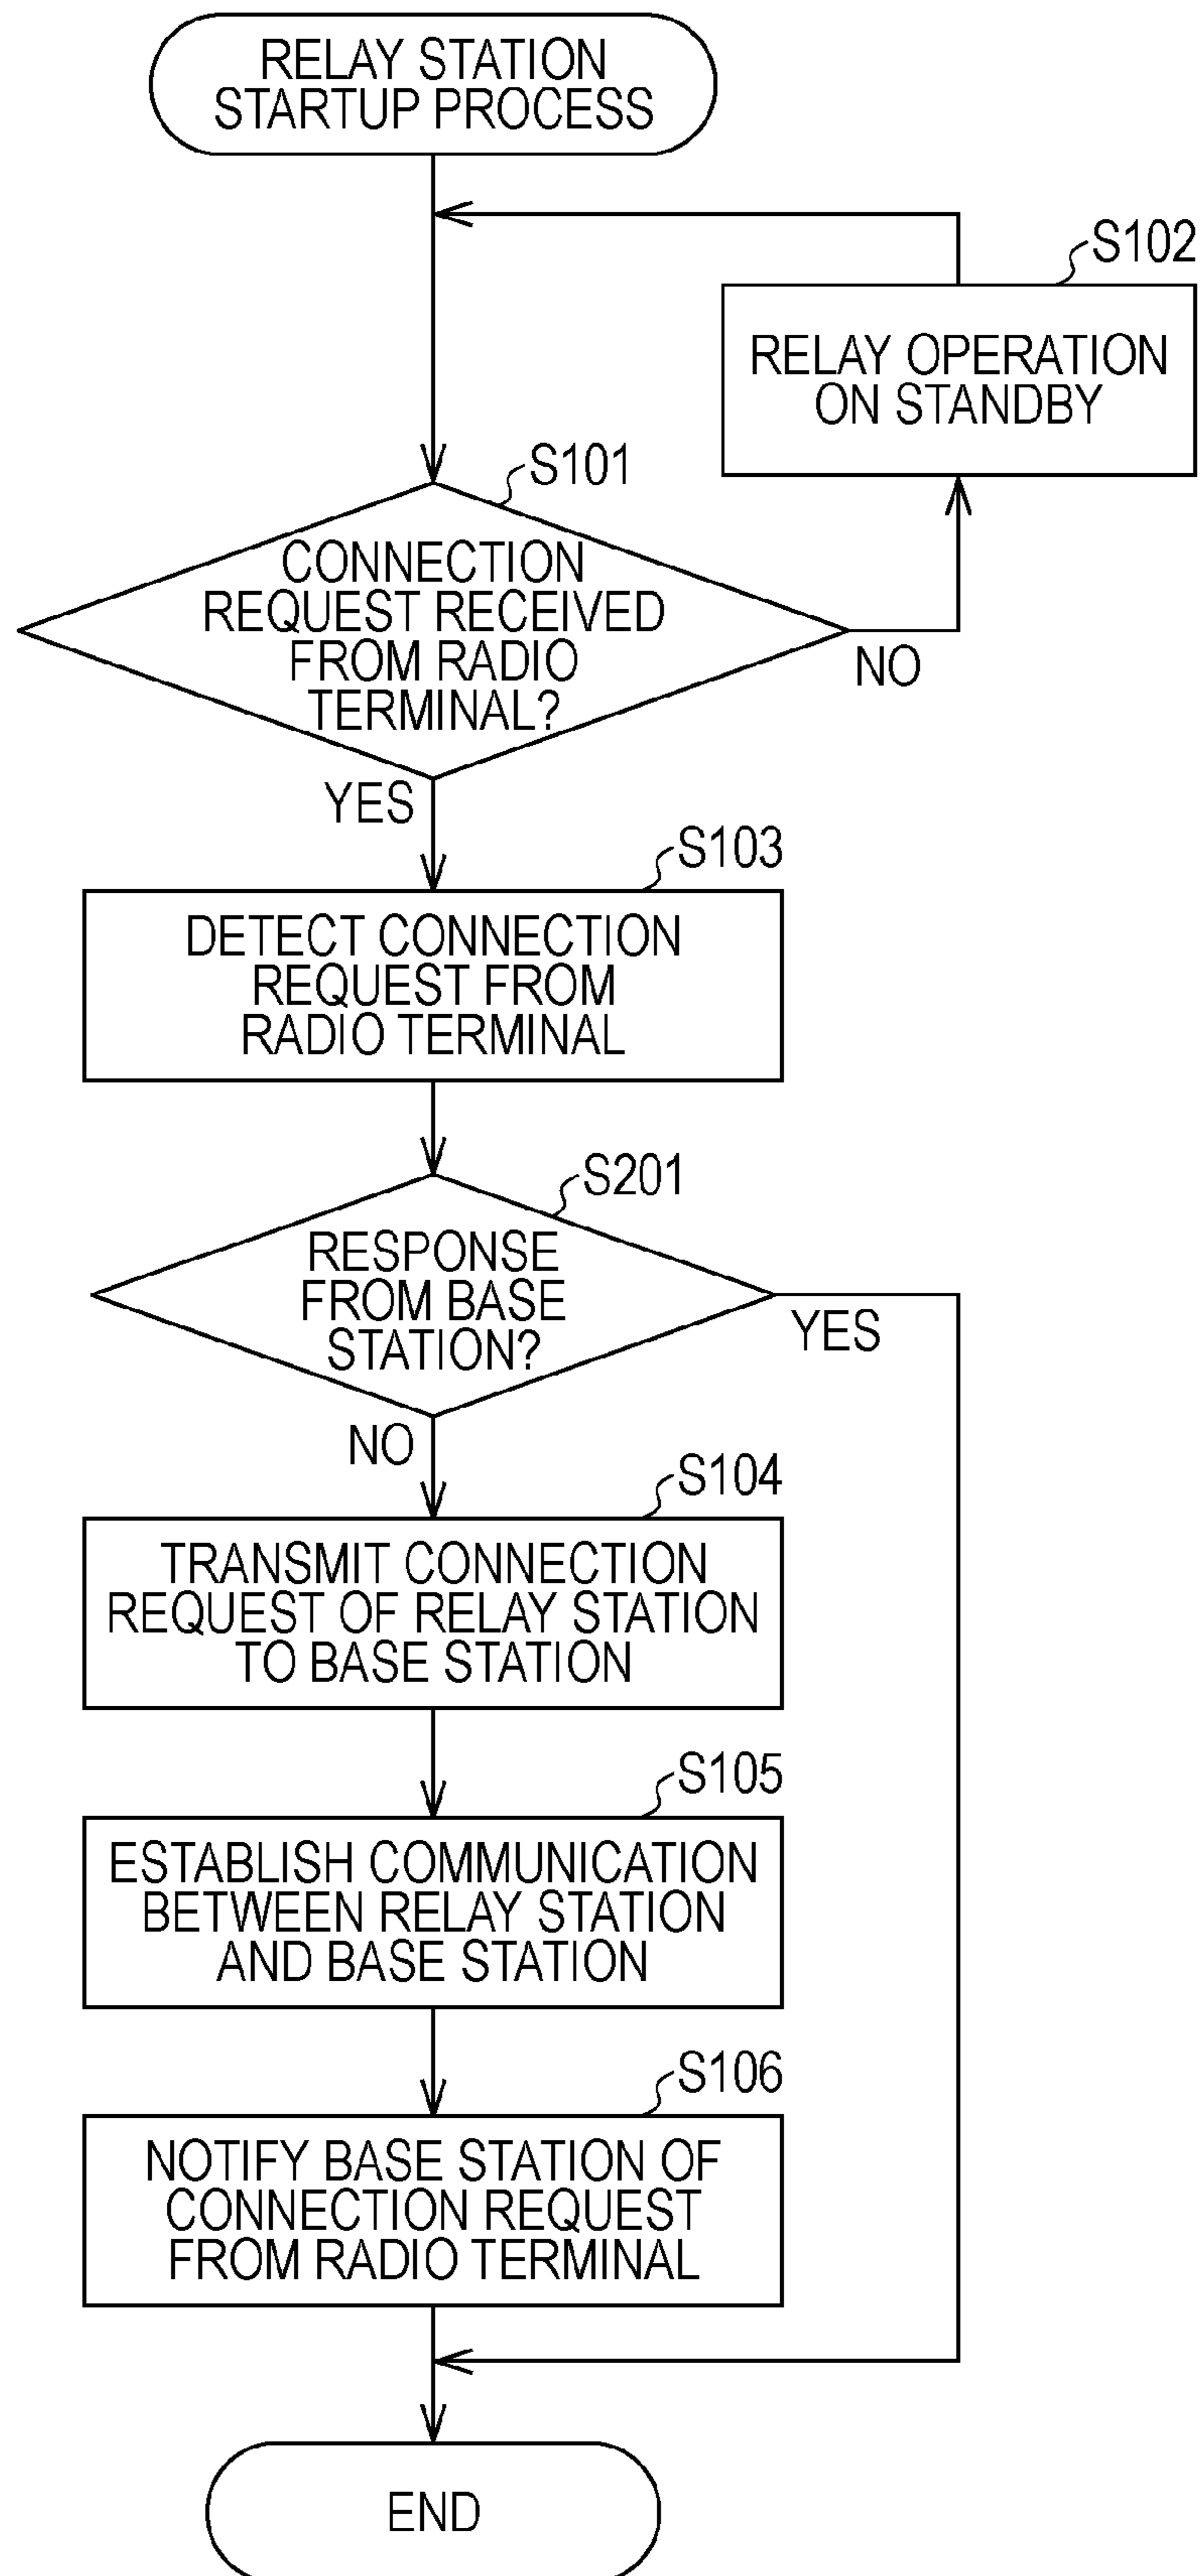 RELAY STATION
STARTUP PROCESS
S102
RELAY OPERATION
ON STANDBY
S101
CONNECTION
REQUEST RECEIVED
FROM RADIO
TERMINAL?
NO
YES
S103
DETECT CONNECTION
REQUEST FROM
RADIO TERMINAL
S201
RESPONSE
FROM BASE
STATION?
YES
NO
S104
TRANSMIT CONNECTION
REQUEST OF RELAY STATION
TO BASE STATION
S105
ESTABLISH COMMUNICATION
BETWEEN RELAY STATION
AND BASE STATION
S106
NOTIFY BASE STATION OF
CONNECTION REQUEST
FROM RADIO TERMINAL
END